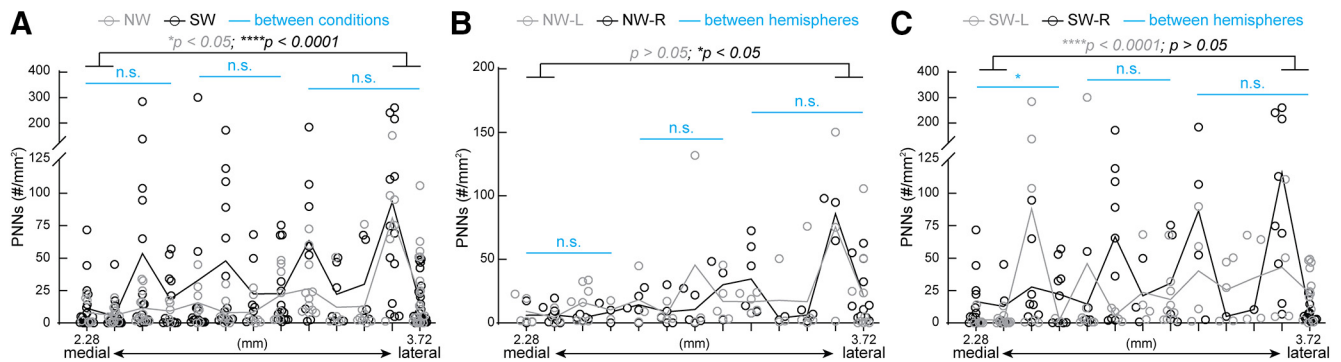 A
NW SW between conditions
*p < 0.05; ****p < 0.0001
n.s.
n.s.
n.s.
400
300
200
125
100
75
50
25
0
PNNs (#/mm²)
2.28 (mm) 3.72
medial lateral
B
NW-L NW-R between hemispheres
p > 0.05; *p < 0.05
n.s.
n.s.
n.s.
200
150
100
50
0
PNNs (#/mm²)
2.28 (mm) 3.72
medial lateral
C
SW-L SW-R between hemispheres
****p < 0.0001; p > 0.05
*
n.s.
n.s.
400
300
200
125
100
75
50
25
0
PNNs (#/mm²)
2.28 (mm) 3.72
medial lateral